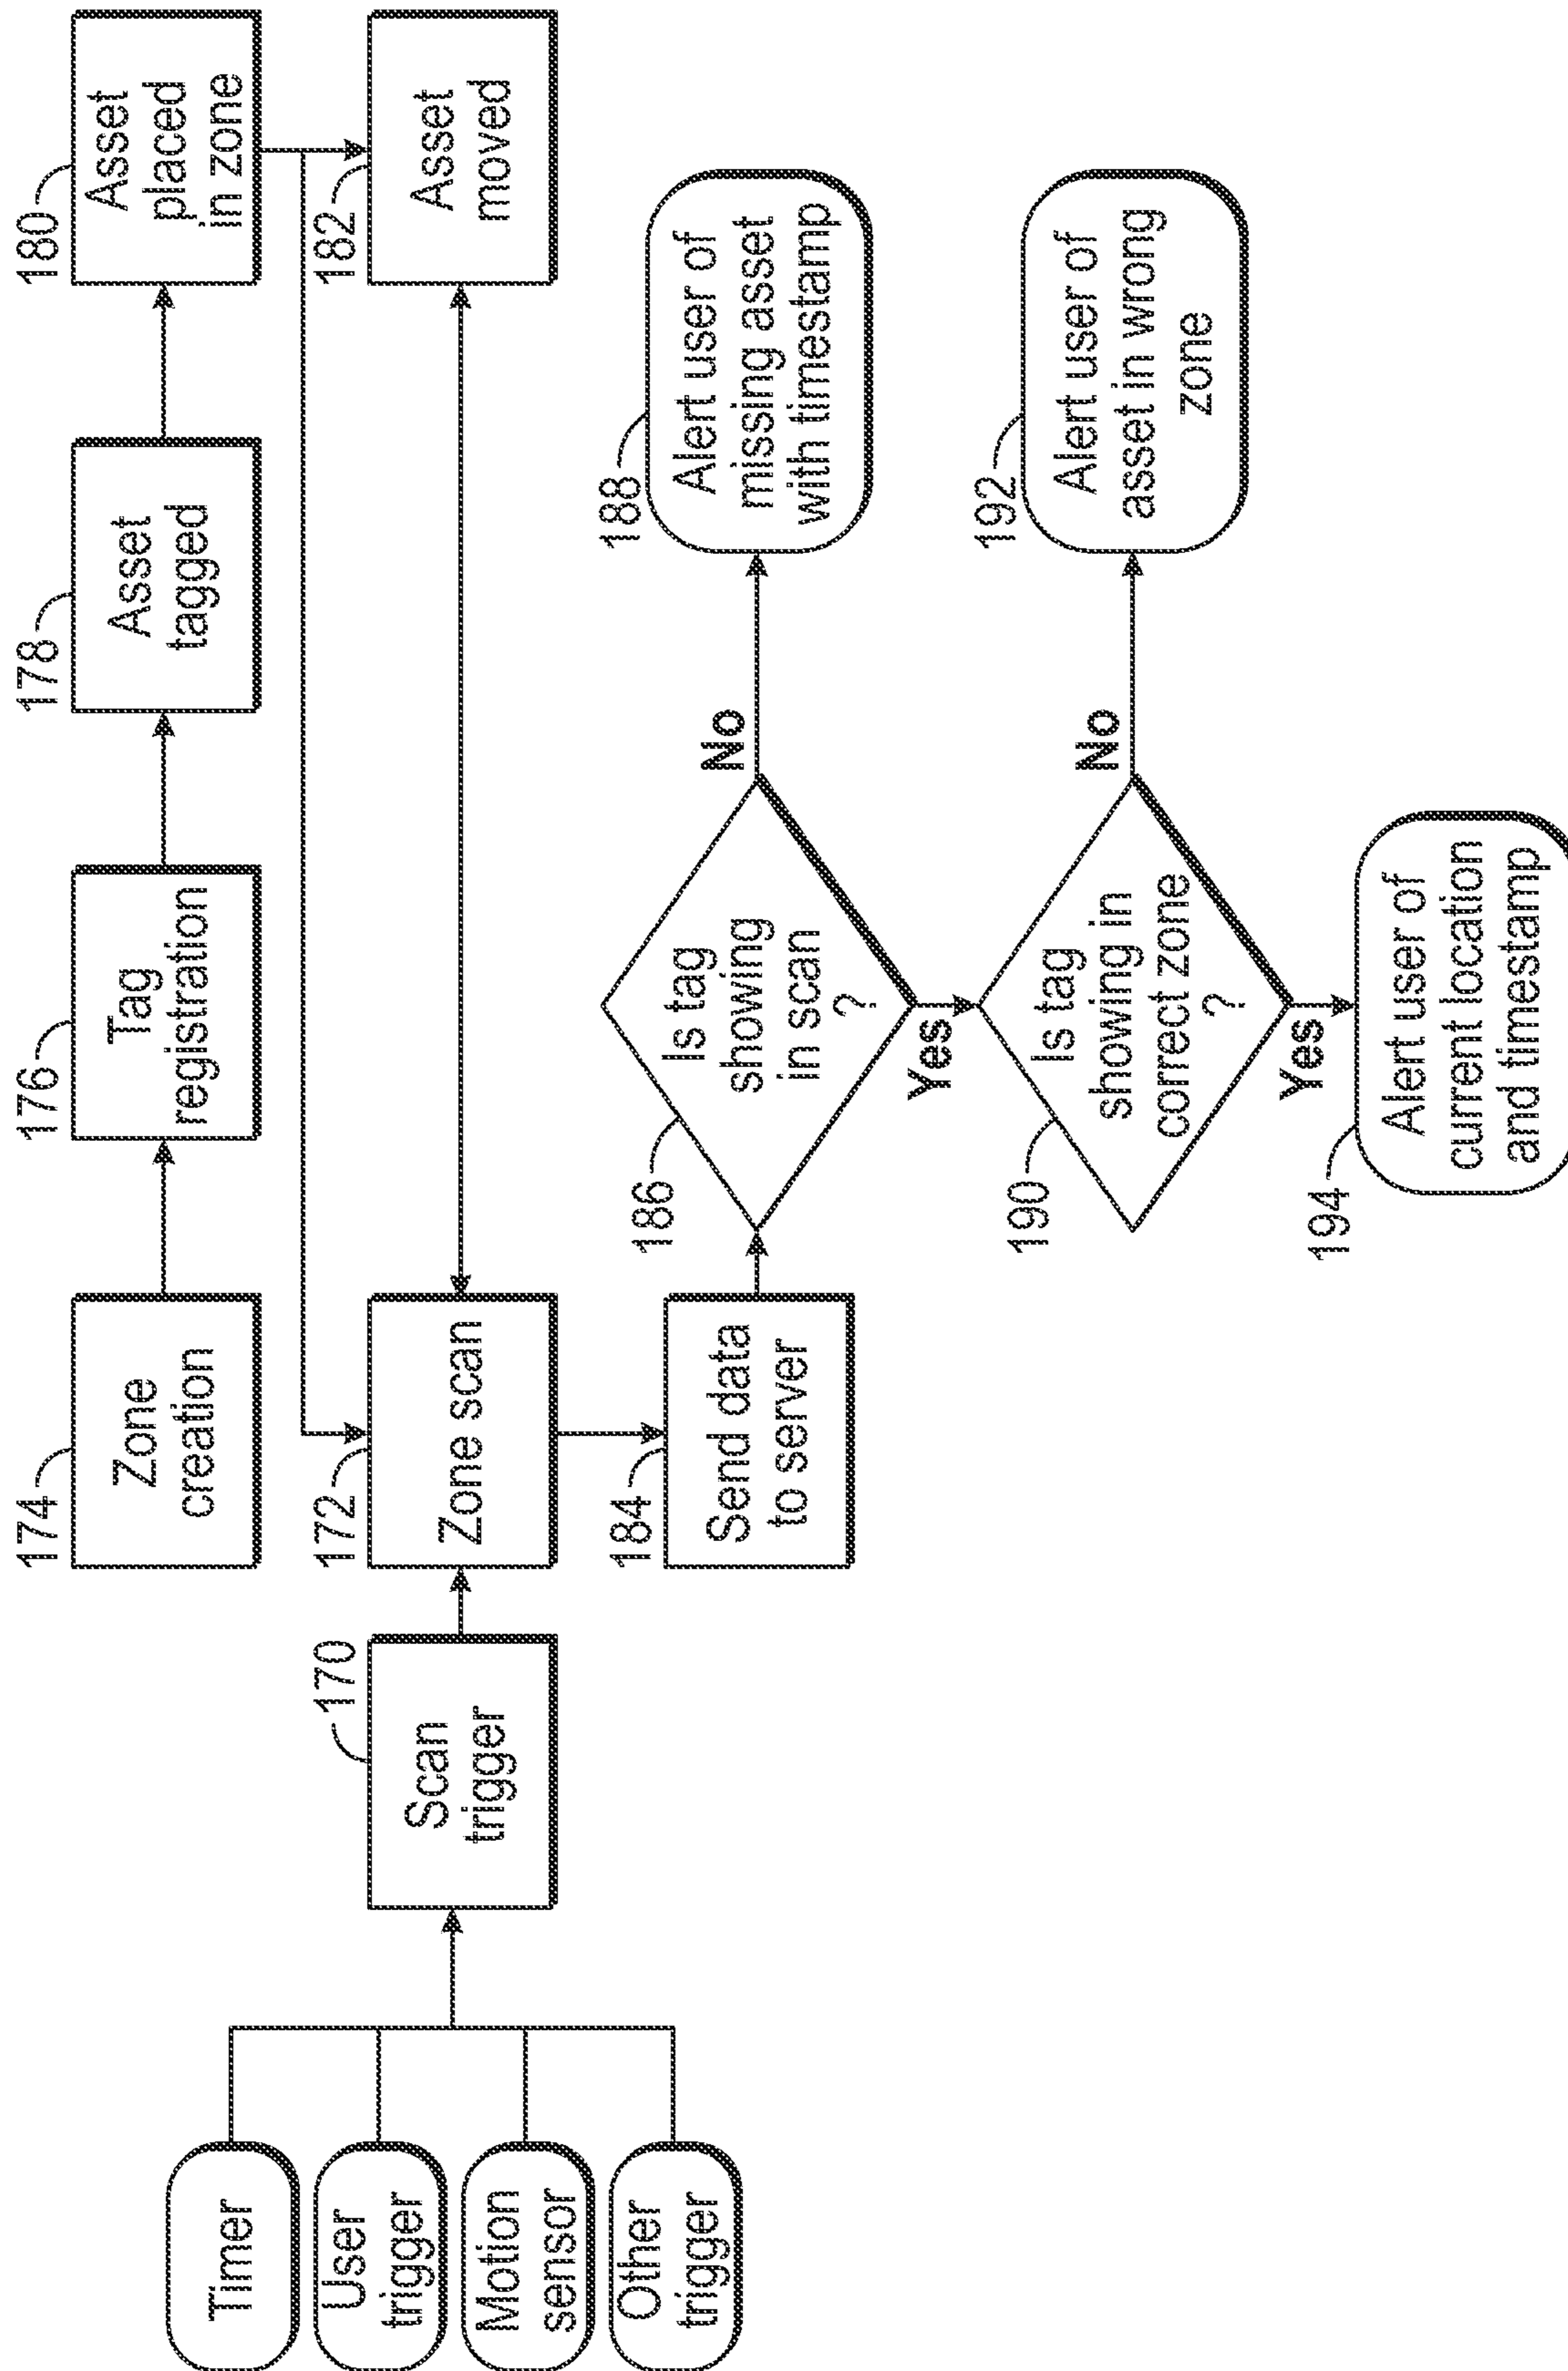 174
Zone
creation
176
Tag
registration
178
Asset
tagged
180
Asset
placed
in zone
Timer
User
trigger
Motion
sensor
Other
trigger
170
Scan
trigger
172
Zone scan
182
Asset
moved
184
Send data
to server
186
Is tag
showing
in scan
?
No
188
Alert user of
missing asset
with timestamp
Yes
190
Is tag
showing in
correct zone
?
No
192
Alert user of
asset in wrong
zone
Yes
194
Alert user of
current location
and timestamp